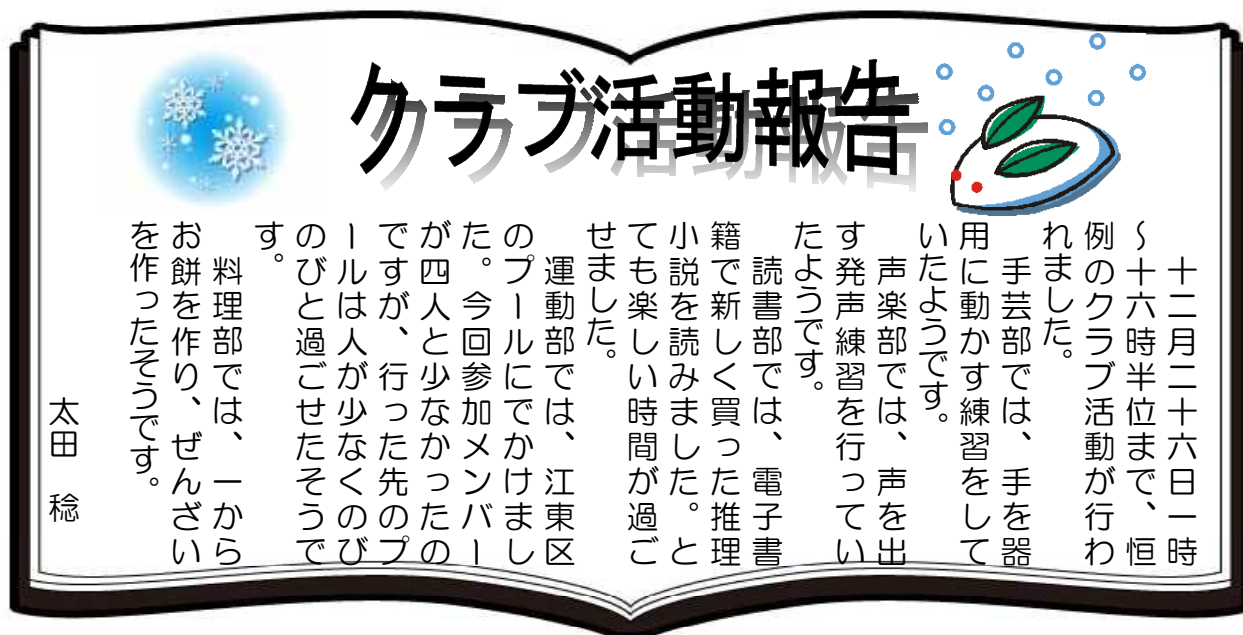 クラブ活動報告
　十二月二十六日一時
～十六時半位まで、恒
例のクラブ活動が行わ
れました。
　手芸部では、手を器
用に動かす練習をして
いたようです。
　声楽部では、声を出
す発声練習を行ってい
たようです。
　読書部では、電子書
籍で新しく買った推理
小説を読みました。と
ても楽しい時間が過ご
せました。
　運動部では、江東区
のプールにでかけまし
た。今回参加メンバー
が四人と少なかったの
ですが、行った先のプ
ールは人が少なくのび
のびと過ごせたそうで
す。
　料理部では、一から
お餅を作り、ぜんざい
を作ったそうです。
太田　稔